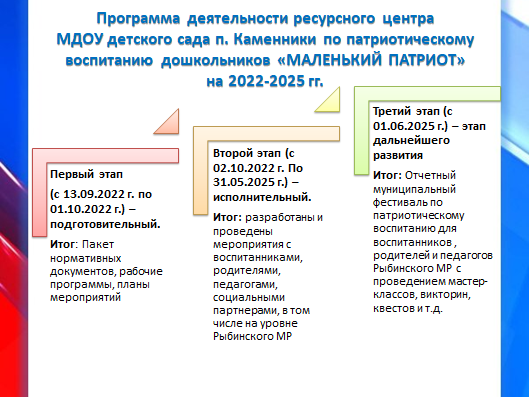 Программа деятельности ресурсного центра
МДОУ детского сада п. Каменники по патриотическому
воспитанию дошкольников «МАЛЕНЬКИЙ ПАТРИОТ»
на 2022-2025 гг.
Первый этап
(с 13.09.2022 г. по
01.10.2022 г.) –
подготовительный.
Итог: Пакет
нормативных
документов, рабочие
программы, планы
мероприятий
Второй этап (с
02.10.2022 г. По
31.05.2025 г.) –
исполнительный.
Итог: разработаны и
проведены
мероприятия с
воспитанниками,
родителями,
педагогами,
социальными
партнерами, в том
числе на уровне
Рыбинского МР
Третий этап (с
01.06.2025 г.) – этап
дальнейшего
развития
Итог: Отчетный
муниципальный
фестиваль по
патриотическому
воспитанию для
воспитанников ,
родителей и педагогов
Рыбинского МР с
проведением мастер-
классов, викторин,
квестов и т.д.